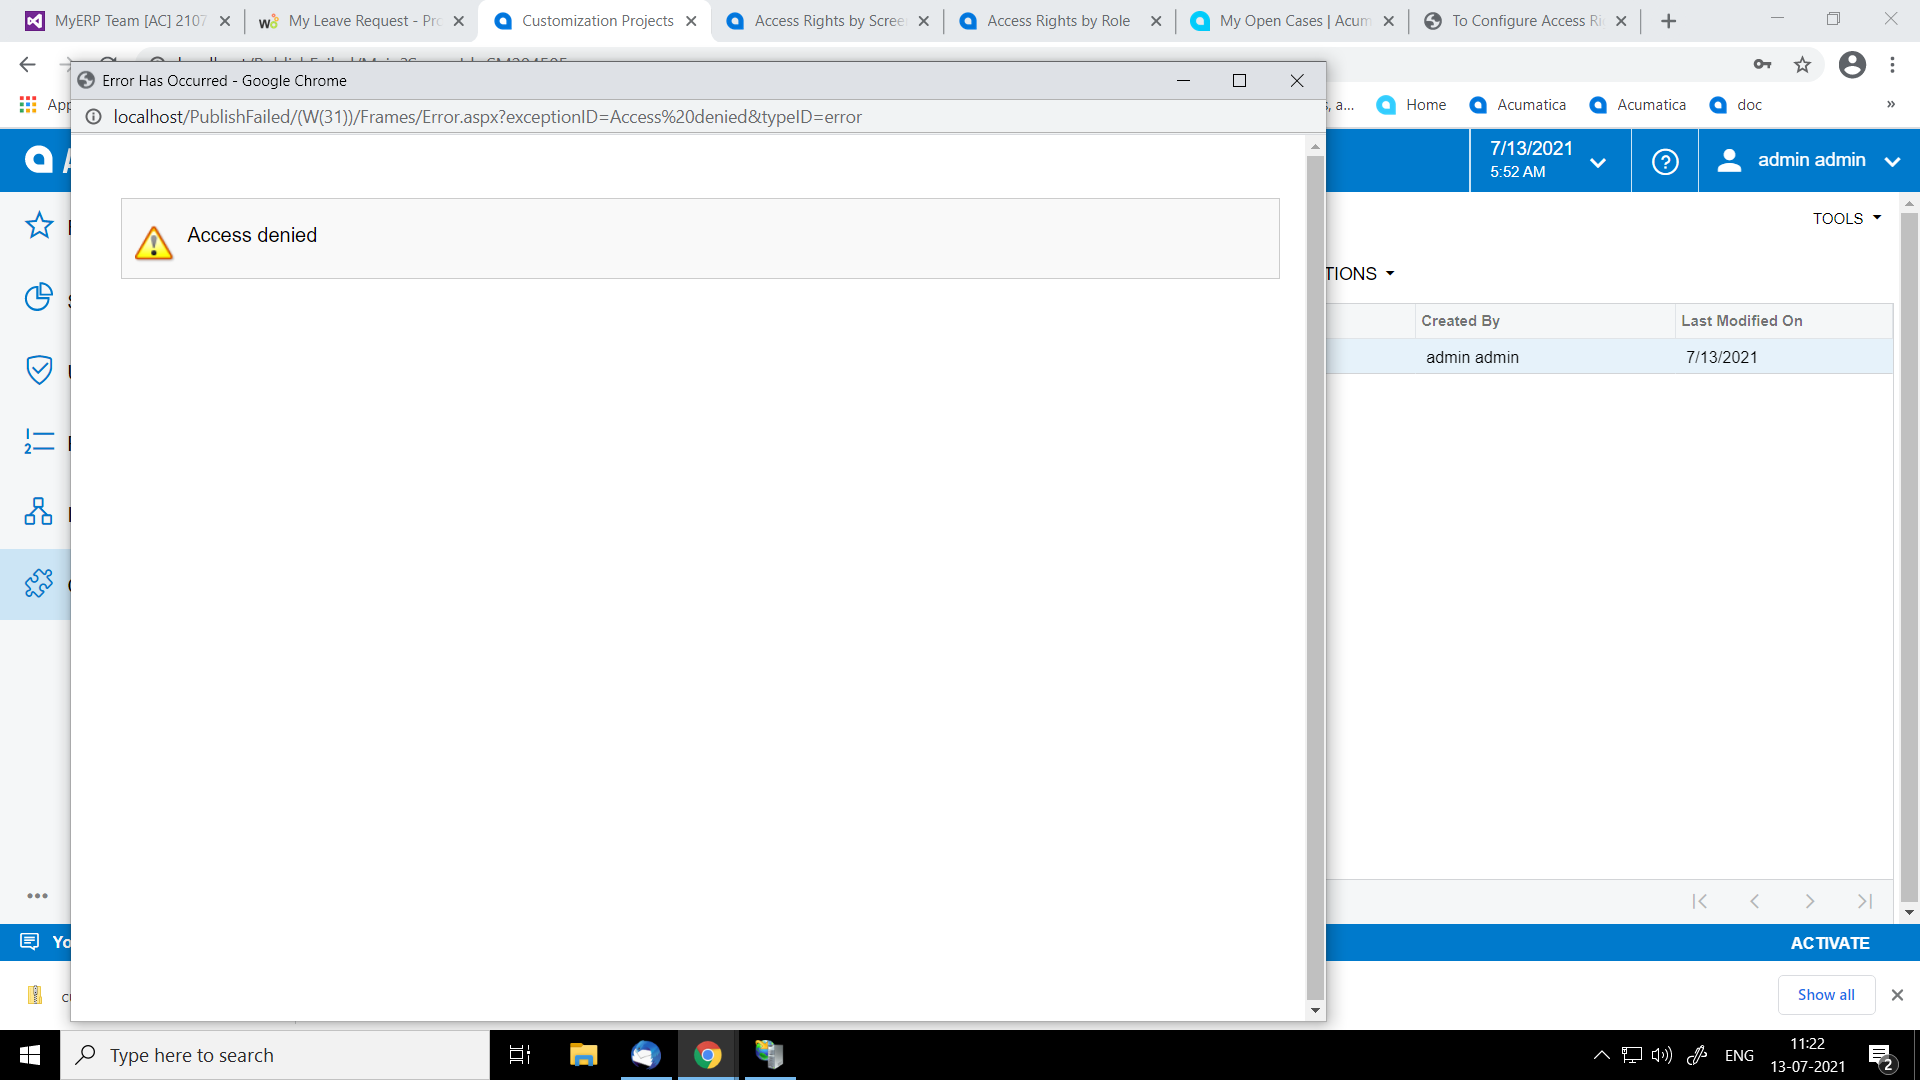 MyERP Team [AC] 2107
My Leave Request - Pro
Customization Projects
Access Rights by Scree
Access Rights by Role
My Open Cases | Acum
To Configure Access Ri
Error Has Occurred - Google Chrome
localhost/PublishFailed/(W(31))/Frames/Error.aspx?exceptionID=Access%20denied&typeID=error
App
s, a...
Home
Acumatica
Acumatica
doc
»
7/13/2021
5:52 AM
admin admin
Access denied
TOOLS
TIONS
Created By
Last Modified On
admin admin
7/13/2021
Yo
ACTIVATE
Show all
Type here to search
ENG
11:22
13-07-2021
2